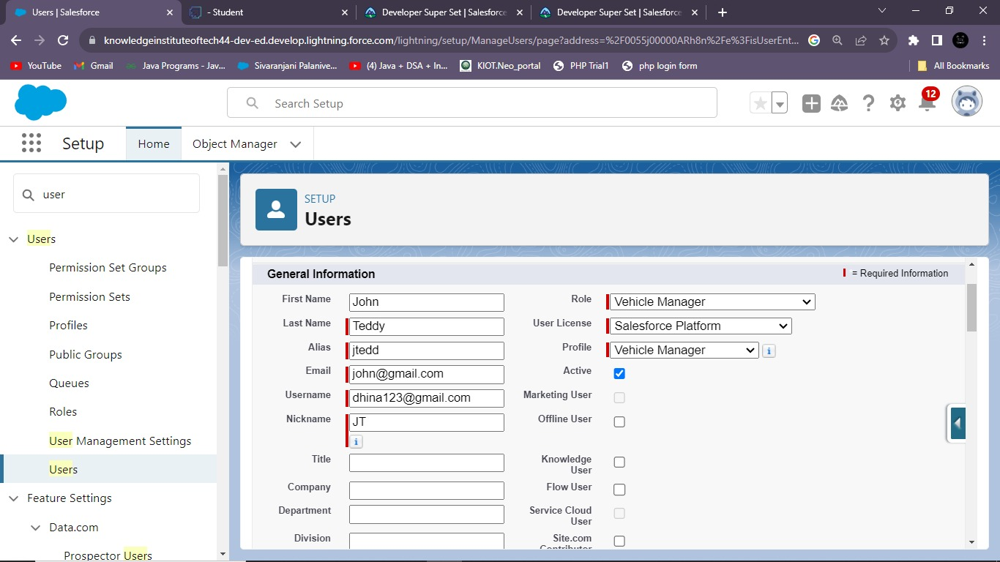 Users | Salesforce
- Student
Developer Super Set | Salesforce
Developer Super Set | Salesforce
knowledgeinstituteoftech44-dev-ed.develop.lightning.force.com/lightning/setup/ManageUsers/page?address=%2F0055j00000ARh8n%2Fe%3FisUserEnt...
YouTube
Gmail
Java Programs - Jav...
Sivaranjani Palanive...
(4) Java + DSA + In...
KIOT.Neo_portal
PHP Trial1
php login form
All Bookmarks
Search Setup
12
Setup
Home
Object Manager
user
Users
Permission Set Groups
Permission Sets
Profiles
Public Groups
Queues
Roles
User Management Settings
Users
Feature Settings
Data.com
Prospector Users
SETUP
Users
General Information
= Required Information
First Name John
Role Vehicle Manager
Last Name Teddy
User License Salesforce Platform
Alias jtedd
Profile Vehicle Manager
Email john@gmail.com
Active
Username dhina123@gmail.com
Marketing User
Nickname JT
Offline User
Title
Knowledge
User
Company
Flow User
Department
Service Cloud
User
Division
Site.com
Contributor